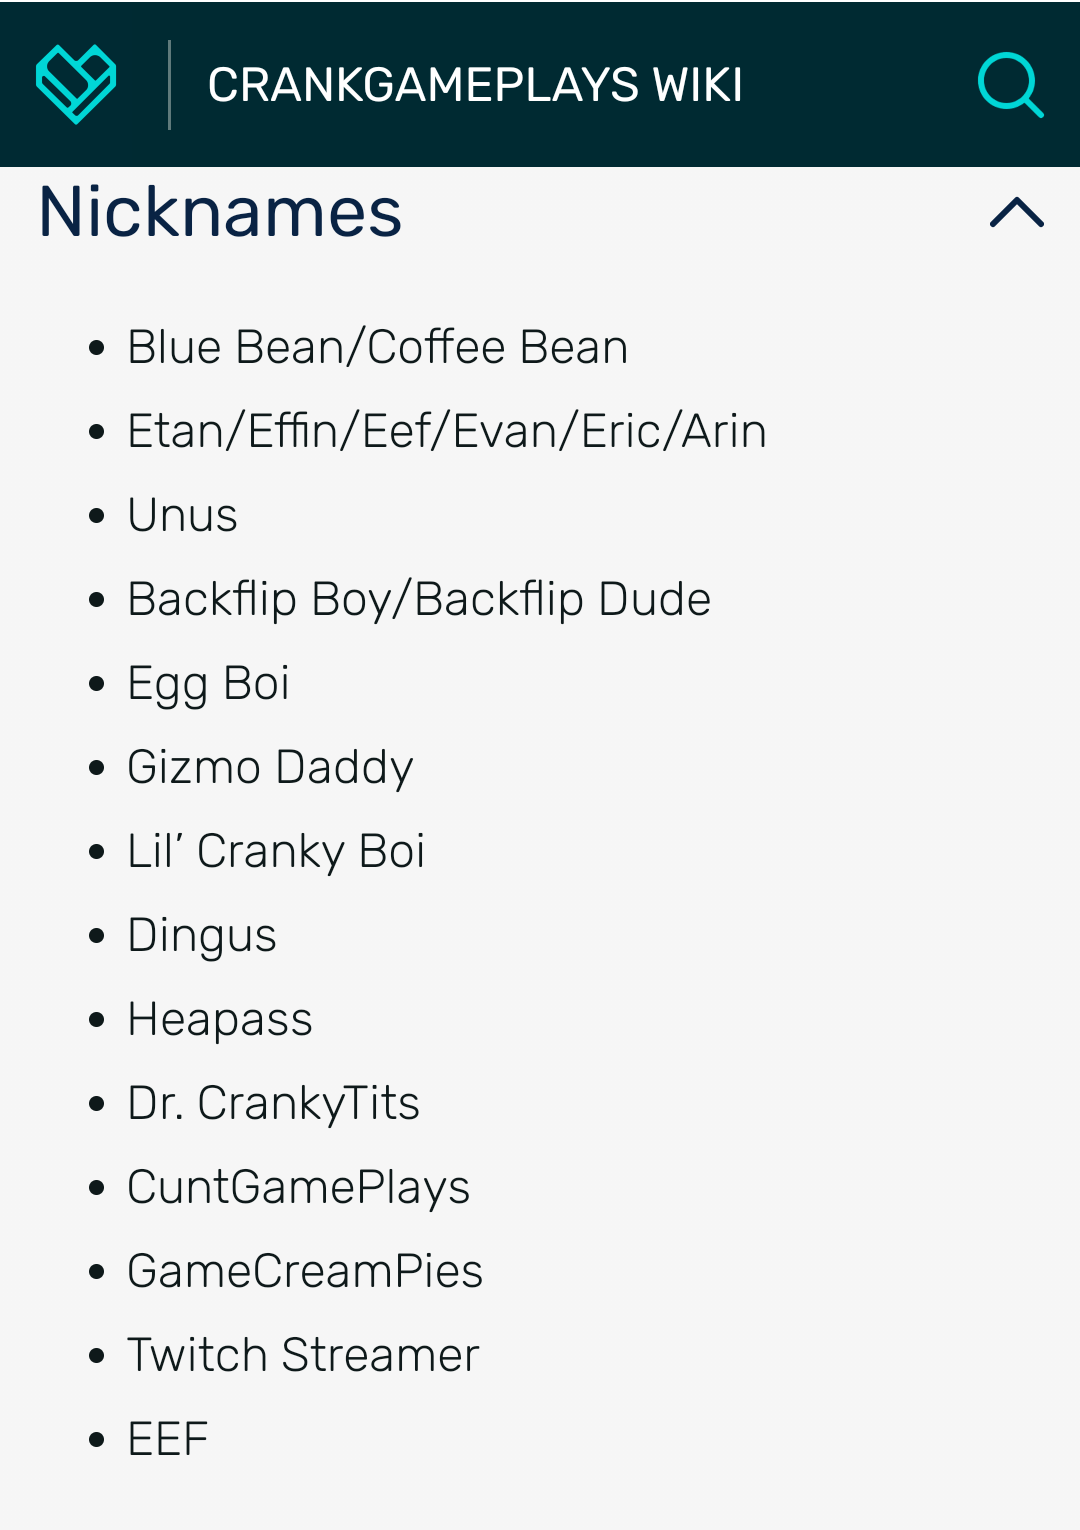 CRANKGAMEPLAYS WIKI
Nicknames
Blue Bean/Coffee Bean
Etan/Effin/Eef/Evan/Eric/Arin
Unus
Backflip Boy/Backflip Dude
Egg Boi
Gizmo Daddy
Lil’ Cranky Boi
Dingus
Heapass
Dr. CrankyTits
CuntGamePlays
GameCreamPies
Twitch Streamer
EEF